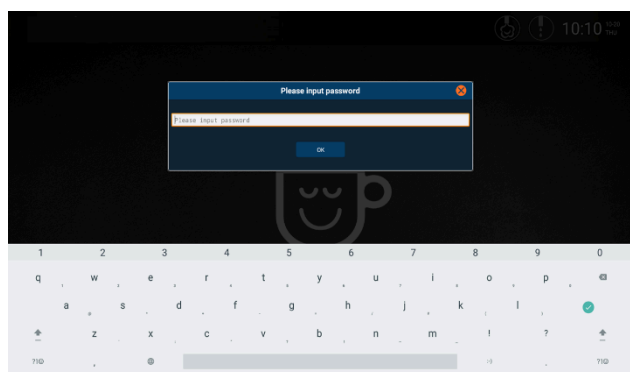 10:10 THU
Please input password
Please input password
OK
1 2 3 4 5 6 7 8 9 0
q w e r t y u i o p
a s d f g h j k l
z x c v b n m ! ?
?1☺ , .  :-) ?1☺